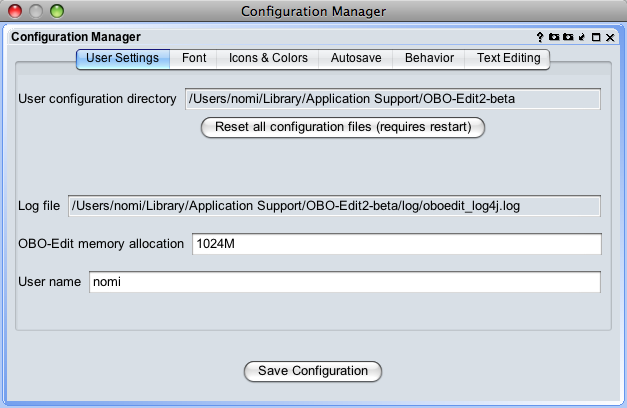 Configuration Manager
Configuration Manager ?
User Settings Font Icons & Colors Autosave Behavior Text Editing
User configuration directory /Users/nomi/Library/Application Support/OBO-Edit2-beta
Reset all configuration files (requires restart)
Log file /Users/nomi/Library/Application Support/OBO-Edit2-beta/log/oboedit_log4j.log
OBO-Edit memory allocation 1024M
User name nomi
Save Configuration